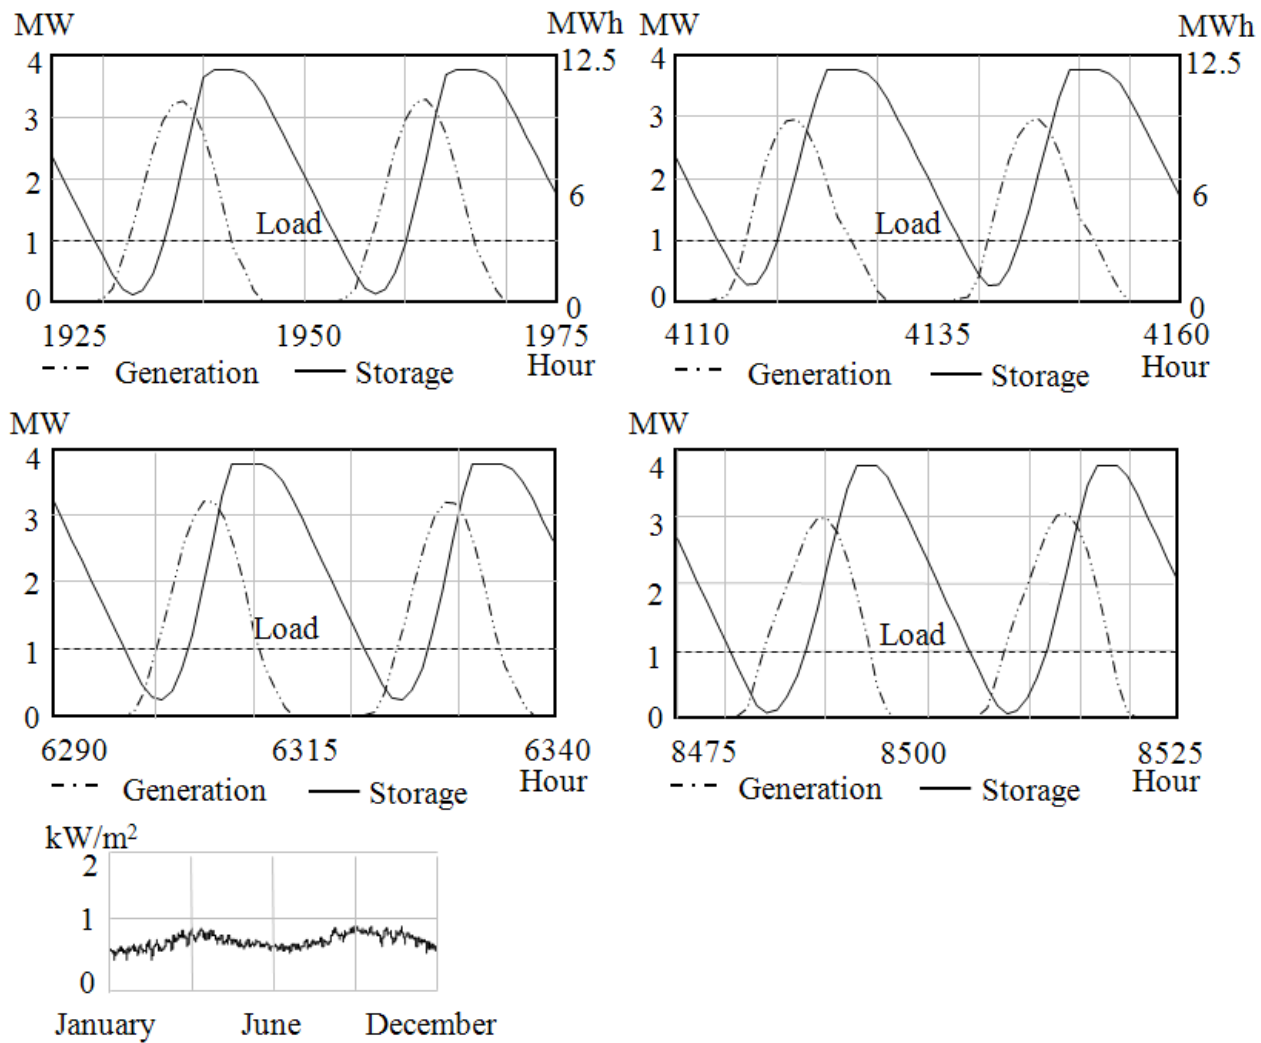 MW MWh
4 12.5
3
2 6
Load
1
0 0
1925 1950 1975
Hour
Generation Storage
MW MWh
4 12.5
3
2 6
Load
1
0 0
4110 4135 4160
Hour
Generation Storage
MW
4
3
2
Load
1
0
6290 6315 6340
Hour
Generation Storage
MW
4
3
2
Load
1
0
8475 8500 8525
Hour
Generation Storage
kW/m²
2
1
0
January June December